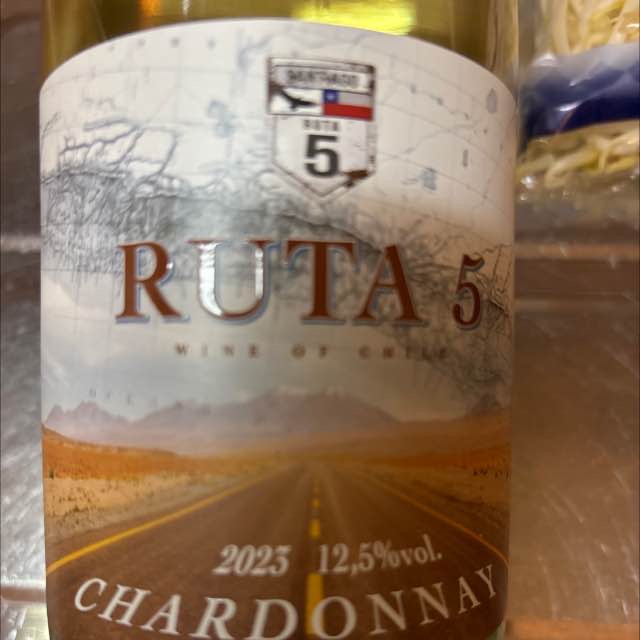 SANTIAGO
RUTA
5
RUTA 5
WINE OF CHILE
2023 12,5%vol.
CHARDONNAY